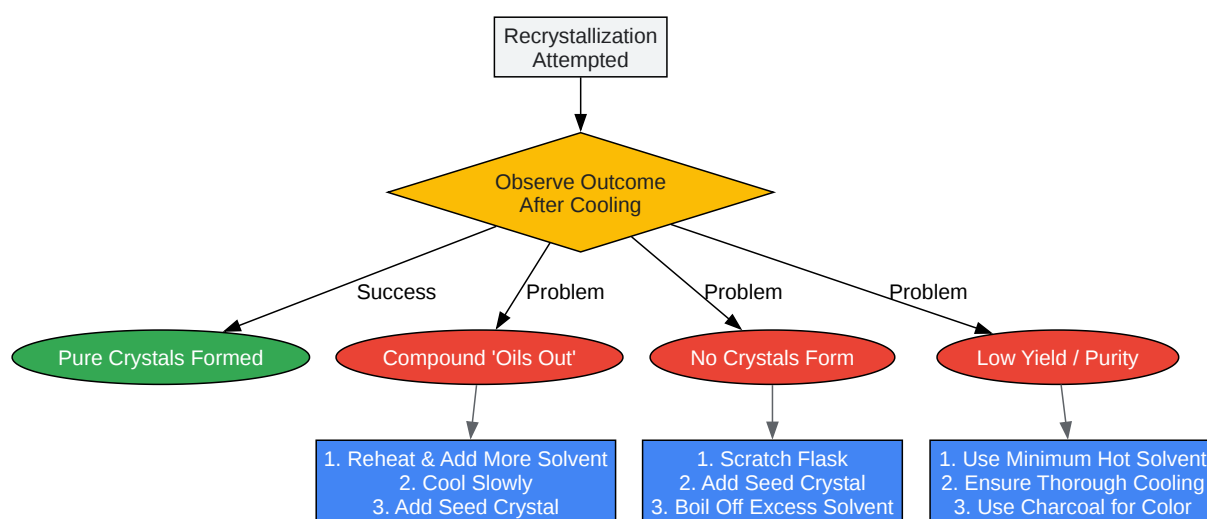 Recrystallization
Attempted
Observe Outcome
After Cooling
Success
Problem
Problem
Problem
Pure Crystals Formed
Compound 'Oils Out'
No Crystals Form
Low Yield / Purity
1. Reheat & Add More Solvent
2. Cool Slowly
3. Add Seed Crystal
1. Scratch Flask
2. Add Seed Crystal
3. Boil Off Excess Solvent
1. Use Minimum Hot Solvent
2. Ensure Thorough Cooling
3. Use Charcoal for Color